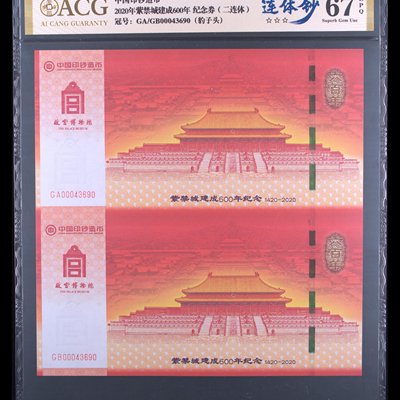 ACG
AI CANG GUARANTY
中国印钞造币
2020年紫禁城建成600年 纪念券（二连体）
冠号：GA/GB00043690（豹子头）
连体钞
☆☆☆
67
EPQ
Superb Gem Unc
中国印钞造币
故宫博物院
THE PALACE MUSEUM
GA00043690
紫禁城建成600年纪念 1420-2020
中国印钞造币
故宫博物院
THE PALACE MUSEUM
GB00043690
紫禁城建成600年纪念 1420-2020